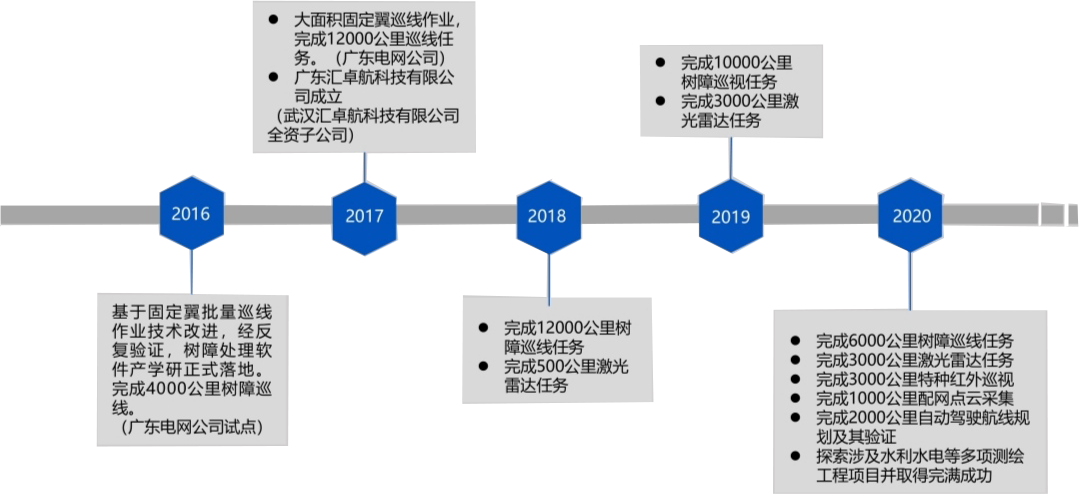 大面积固定翼巡线作业，
完成12000公里巡线任
务。（广东电网公司）
广东汇卓航科技有限公
司成立
（武汉汇卓航科技有限公司
全资子公司）
完成10000公里
树障巡视任务
完成3000公里激
光雷达任务
2016
2017
2018
2019
2020
基于固定翼批量巡线
作业技术改进，经反
复验证，树障处理软
件产学研正式落地。
完成4000公里树障巡
线。
（广东电网公司试点）
完成12000公里树
障巡线任务
完成500公里激光
雷达任务
完成6000公里树障巡线任务
完成3000公里激光雷达任务
完成3000公里特种红外巡视
完成1000公里配网点云采集
完成2000公里自动驾驶航线规
划及其验证
探索涉及水利水电等多项测绘
工程项目并取得完满成功